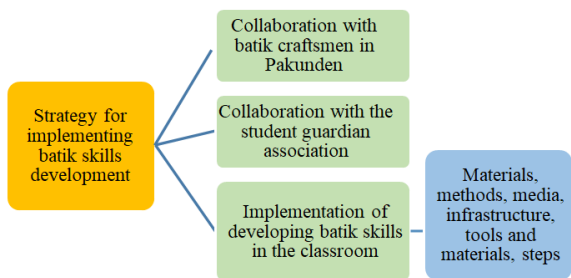 Strategy for
implementing
batik skills
development
Collaboration with
batik craftsmen in
Pakunden
Collaboration with the
student guardian
association
Implementation of
developing batik skills
in the classroom
Materials,
methods, media,
infrastructure,
tools and
materials, steps